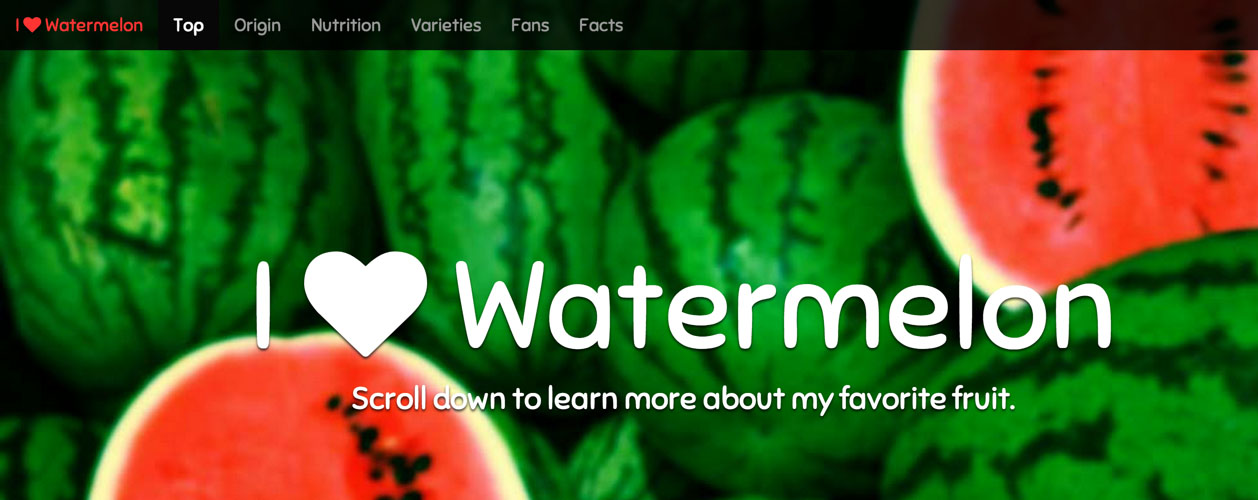 I ♥ Watermelon Top Origin Nutrition Varieties Fans Facts
I ♥ Watermelon
Scroll down to learn more about my favorite fruit.